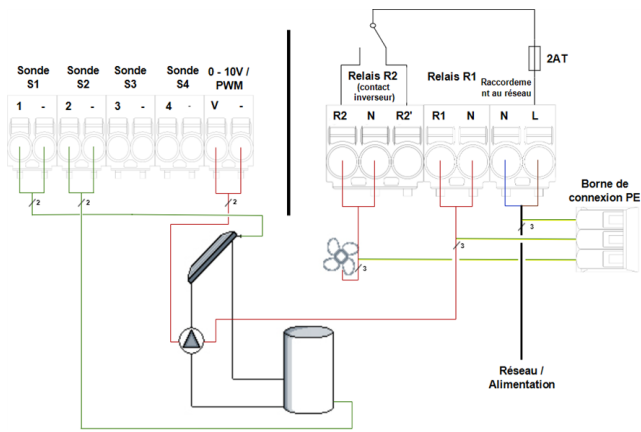 Sonde S1
Sonde S2
Sonde S3
Sonde S4
0 - 10V / PWM
1 - 2 - 3 - 4 - V -
2
2
2
Relais R2
(contact inverseur)
Relais R1
Raccordeme
nt au réseau
2AT
R2 N R2' R1 N N L
3
3
3
Borne de
connexion PE
Réseau /
Alimentation